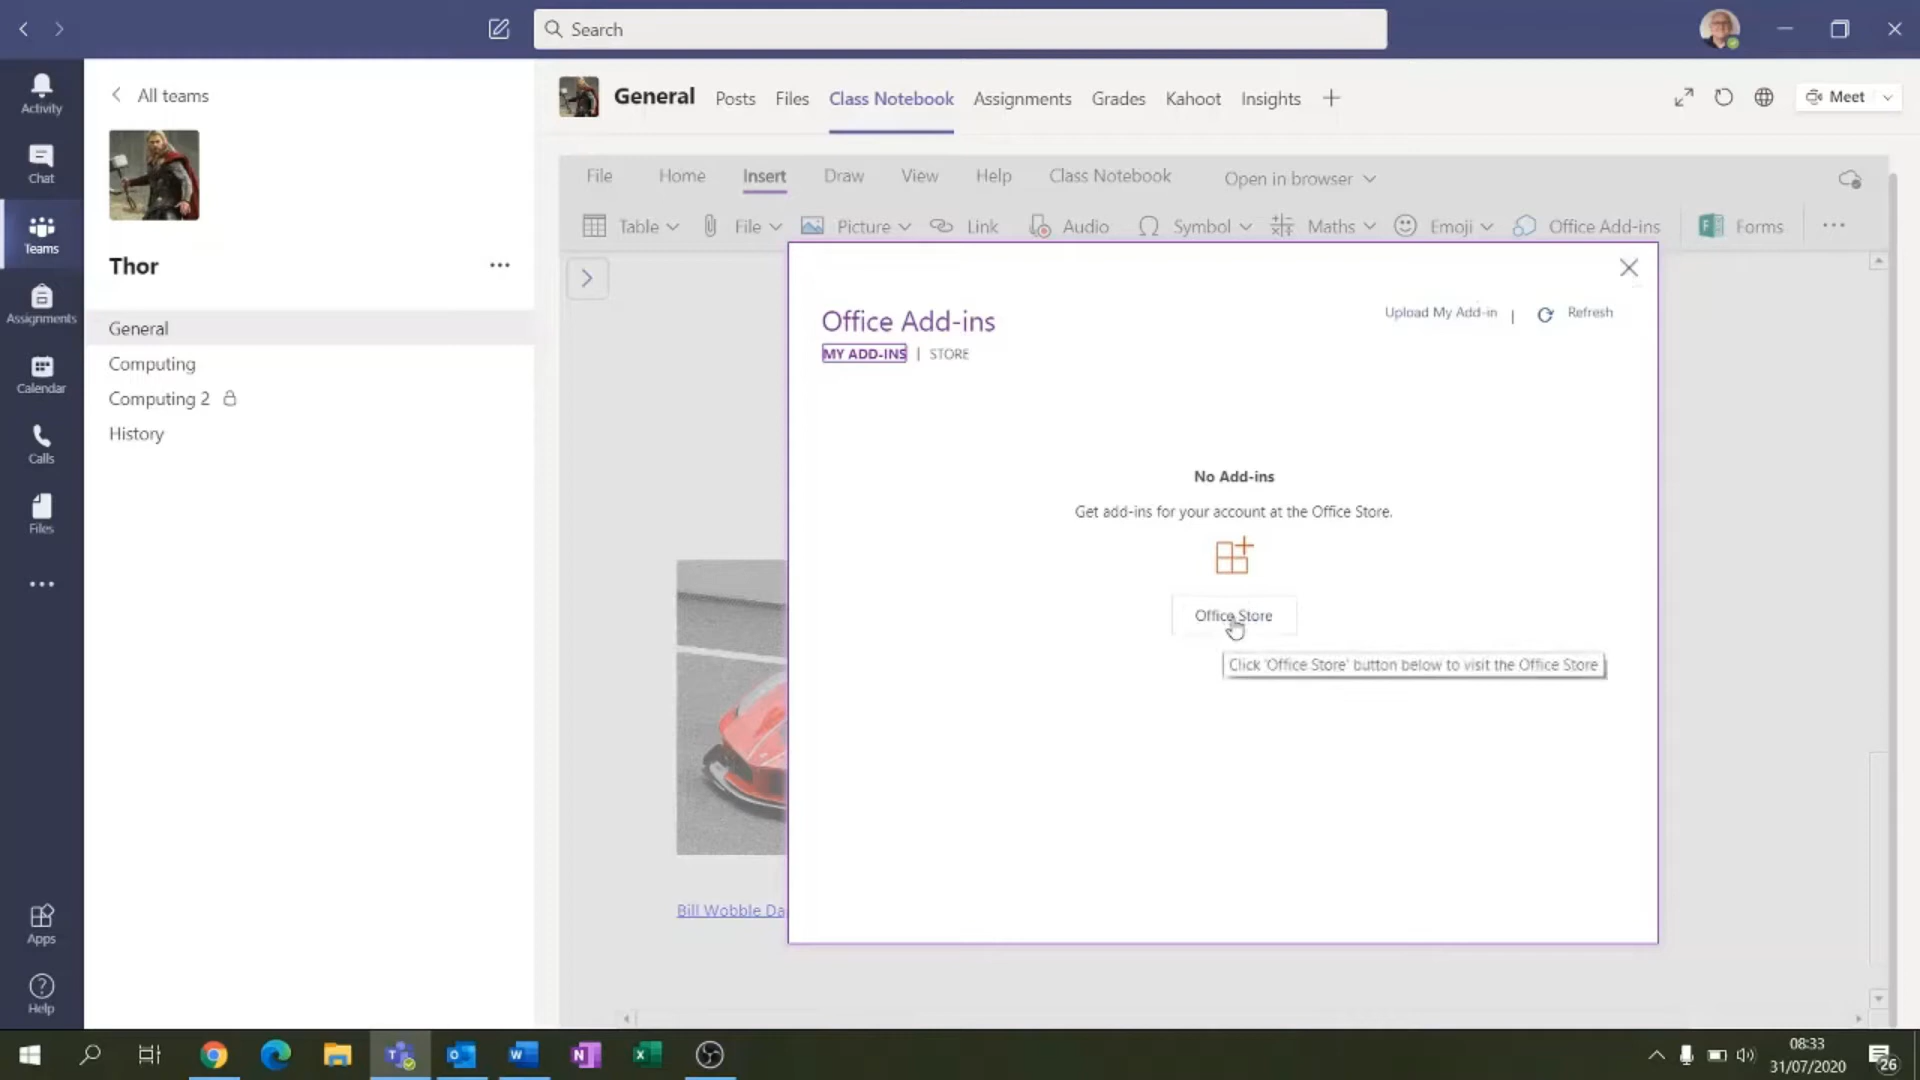 Search
Activity
Chat
Teams
Assignments
Calendar
Calls
Files
Apps
Help
All teams
Thor
General
Computing
Computing 2
History
General Posts Files Class Notebook Assignments Grades Kahoot Insights
Meet
File Home Insert Draw View Help Class Notebook Open in browser
Table File Picture Link Audio Symbol Maths Emoji Office Add-ins Forms
Office Add-ins
Upload My Add-in | Refresh
MY ADD-INS | STORE
No Add-ins
Get add-ins for your account at the Office Store.
Office Store
Click 'Office Store' button below to visit the Office Store
Bill Wobble Da
08:33
31/07/2020
26